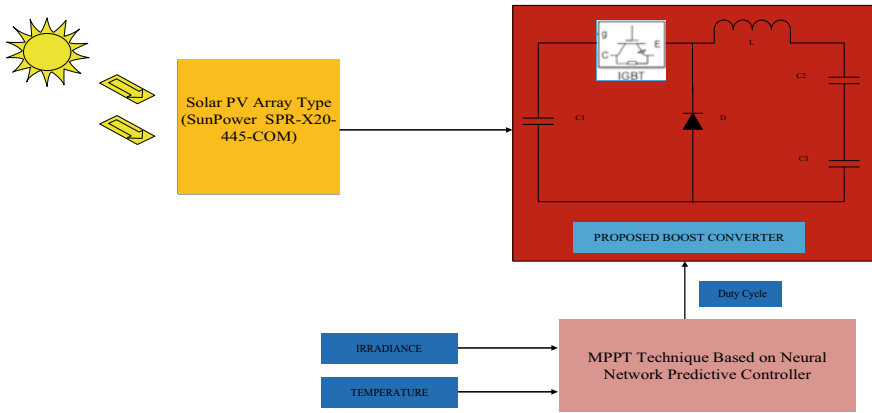 Solar PV Array Type
(SunPower SPR-X20-
445-COM)
g
C
E
IGBT
L
C1
C2
D
C3
PROPOSED BOOST CONVERTER
Duty Cycle
IRRADIANCE
TEMPERATURE
MPPT Technique Based on Neural
Network Predictive Controller